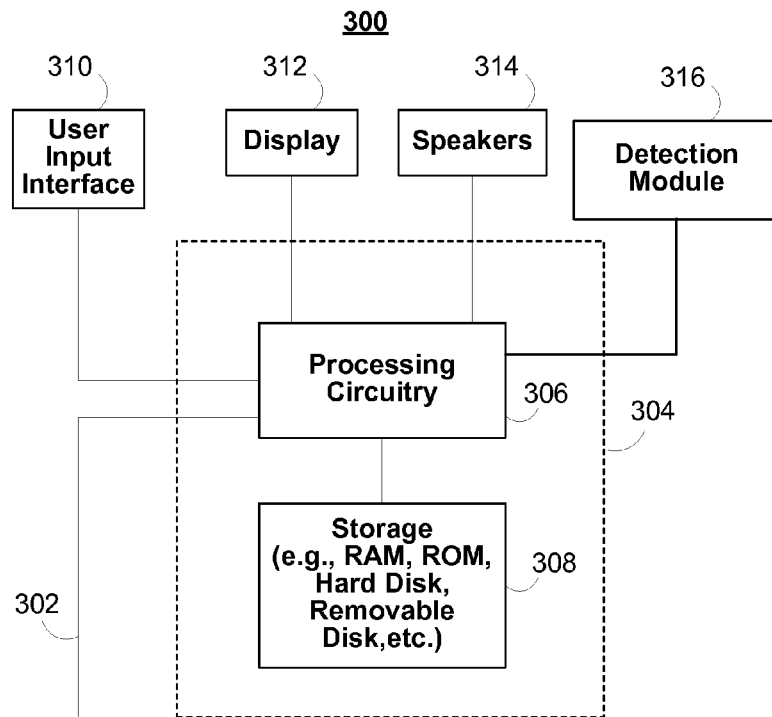 300
310
312
314
316
User
Input
Interface
Display
Speakers
Detection
Module
Processing
Circuitry
306
304
Storage
(e.g., RAM, ROM,
Hard Disk,
Removable
Disk,etc.)
308
302